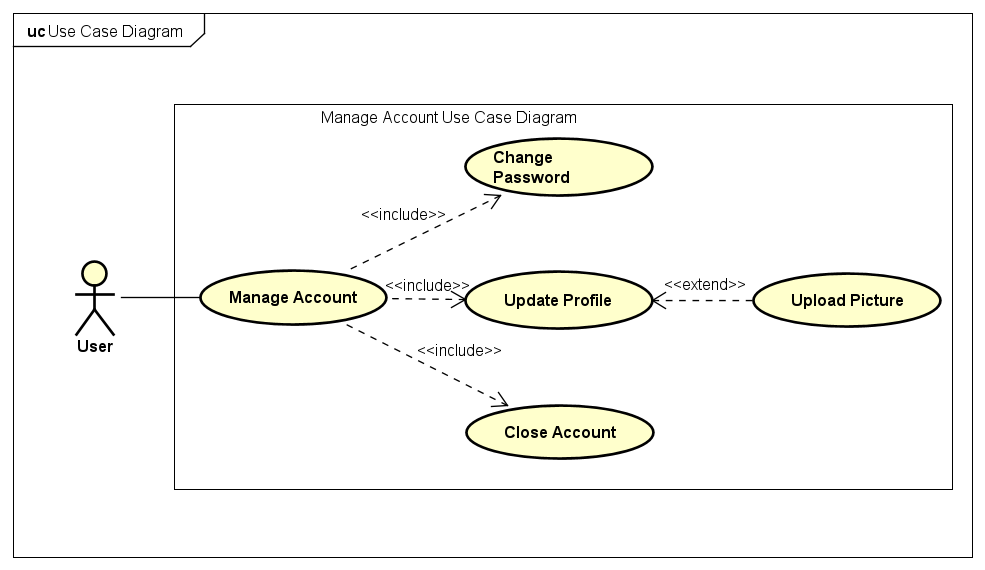 uc Use Case Diagram
Manage Account Use Case Diagram
Change
Password
<<include>>
<<include>>
<<extend>>
Manage Account
Update Profile
Upload Picture
User
<<include>>
Close Account